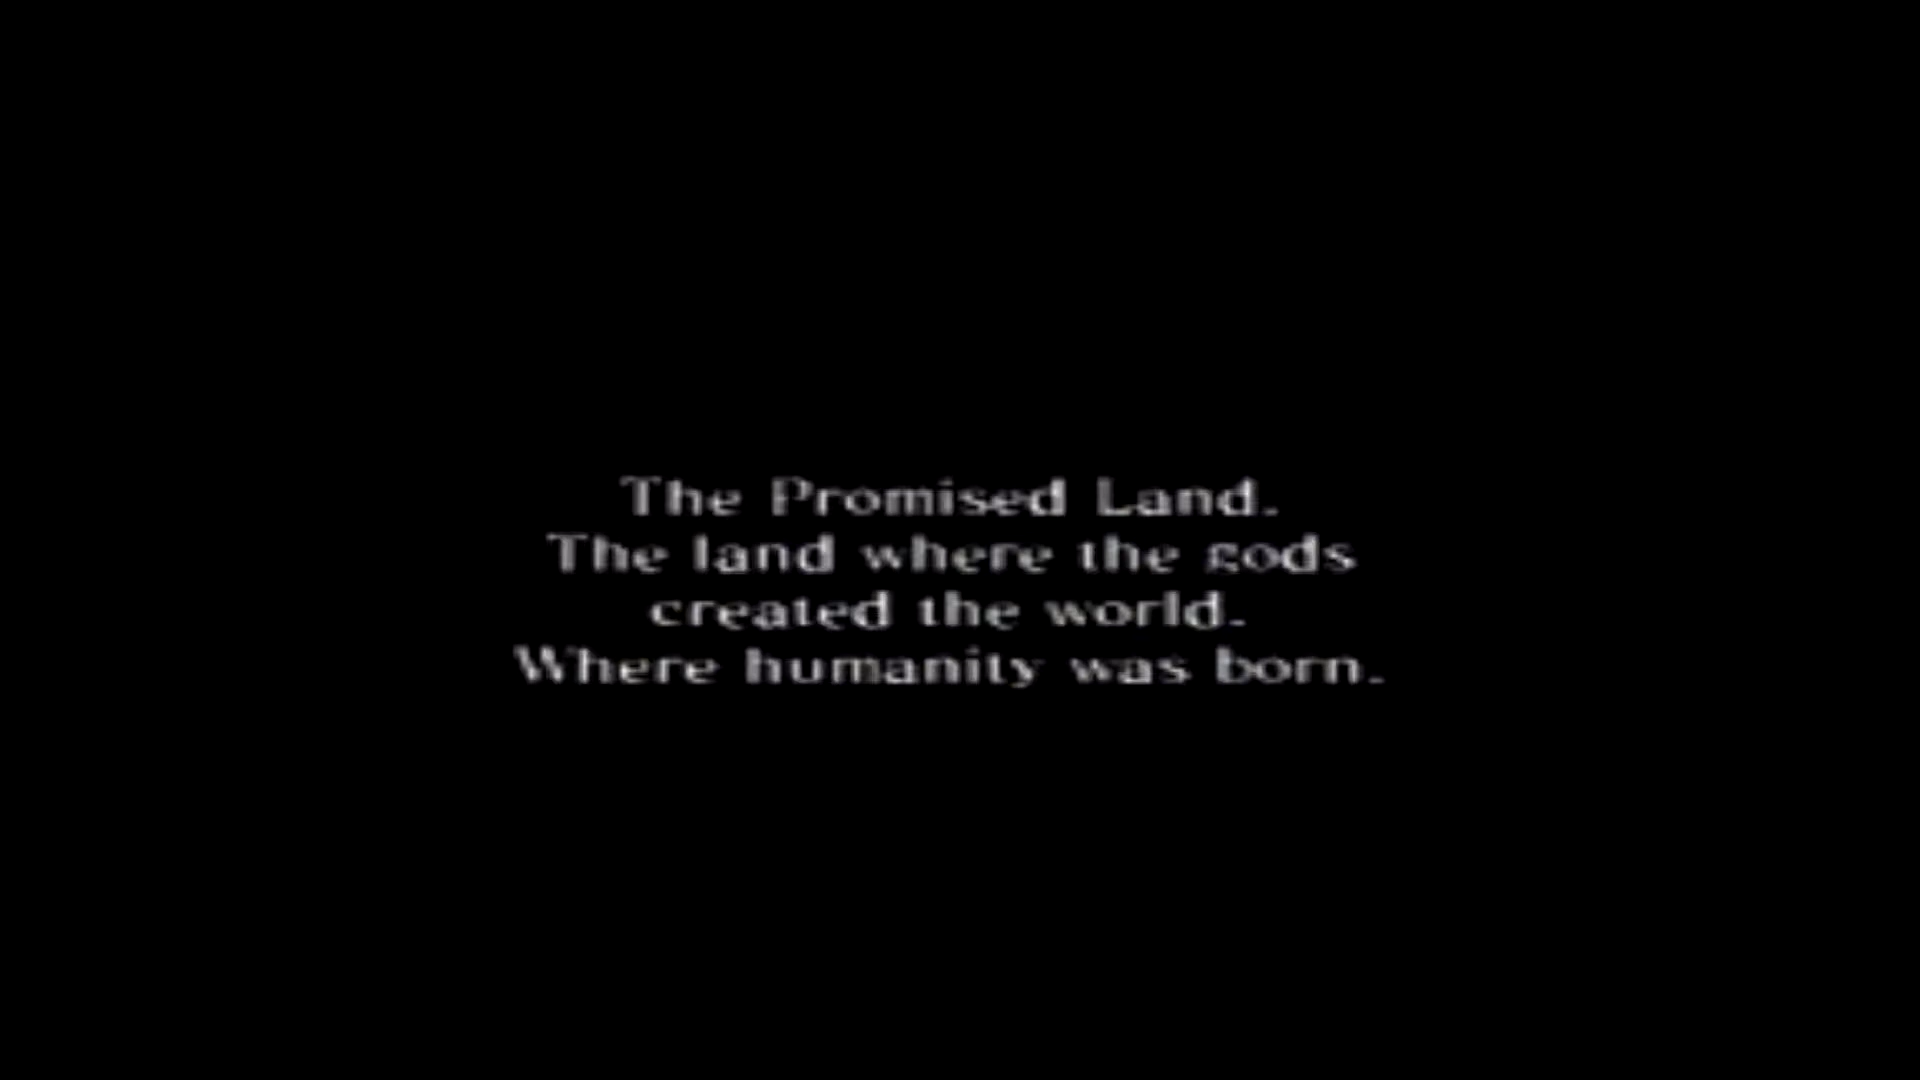 The Promised Land.
The land where the gods
created the world.
Where humanity was born.